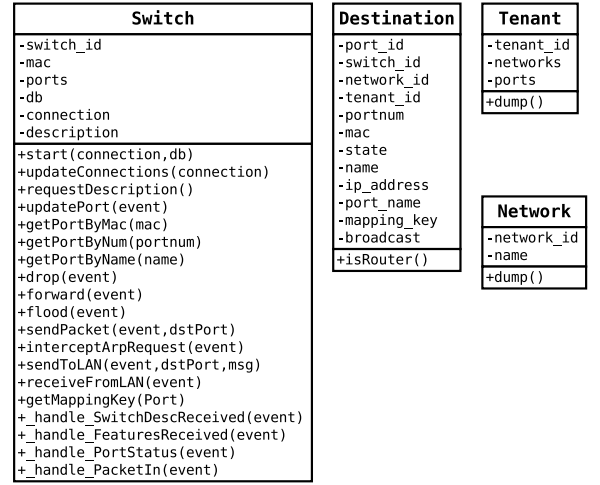 Switch
-switch_id
-mac
-ports
-db
-connection
-description
+start(connection,db)
+updateConnections(connection)
+requestDescription()
+updatePort(event)
+getPortByMac(mac)
+getPortByNum(portnum)
+getPortByName(name)
+drop(event)
+forward(event)
+flood(event)
+sendPacket(event,dstPort)
+interceptArpRequest(event)
+sendToLAN(event,dstPort,msg)
+receiveFromLAN(event)
+getMappingKey(Port)
+_handle_SwitchDescReceived(event)
+_handle_FeaturesReceived(event)
+_handle_PortStatus(event)
+_handle_PacketIn(event)
Destination
-port_id
-switch_id
-network_id
-tenant_id
-portnum
-mac
-state
-name
-ip_address
-port_name
-mapping_key
-broadcast
+isRouter()
Tenant
-tenant_id
-networks
-ports
+dump()
Network
-network_id
-name
+dump()